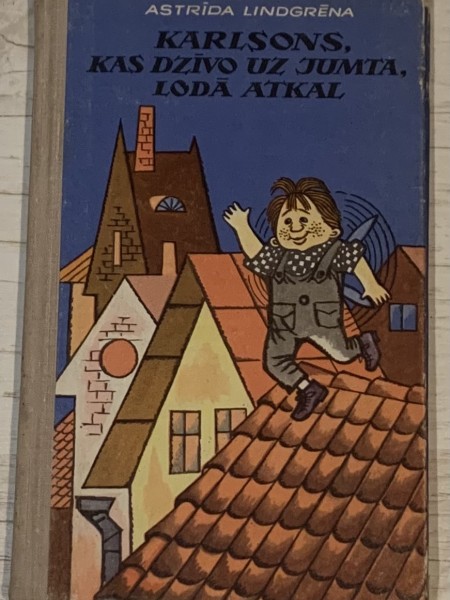 ASTRĪDA LINDGRĒNA
KARLSONS,
KAS DZĪVO UZ JUMTA,
LODĀ ATKAL